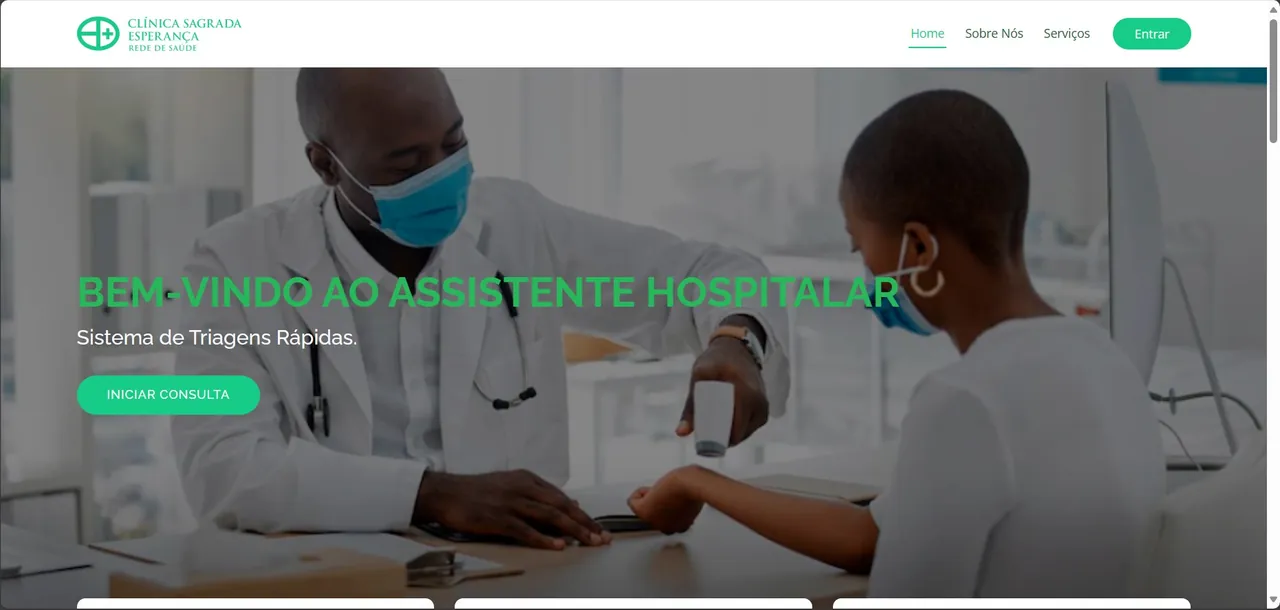 CLÍNICA SAGRADA
ESPERANÇA
REDE DE SAÚDE
Home
Sobre Nós
Serviços
Entrar
BEM-VINDO AO ASSISTENTE HOSPITALAR
Sistema de Triagens Rápidas.
INICIAR CONSULTA